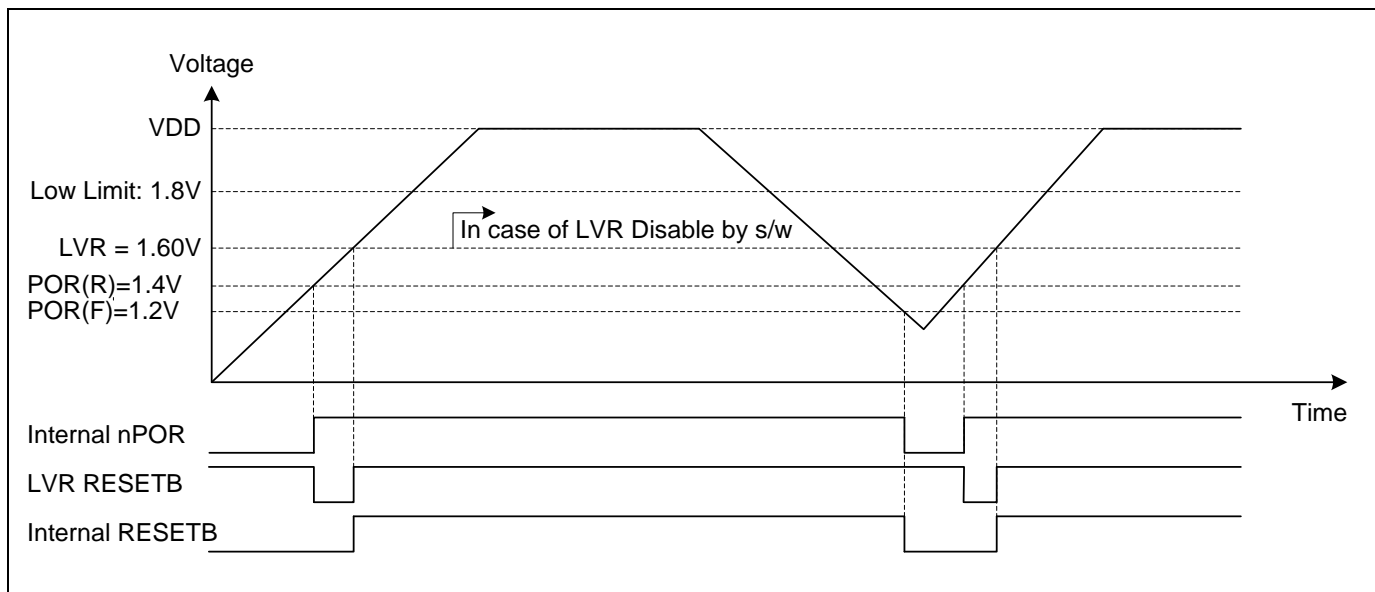 Voltage
VDD
Low Limit: 1.8V
In case of LVR Disable by s/w
LVR = 1.60V
POR(R)=1.4V
POR(F)=1.2V
Time
Internal nPOR
LVR RESETB
Internal RESETB